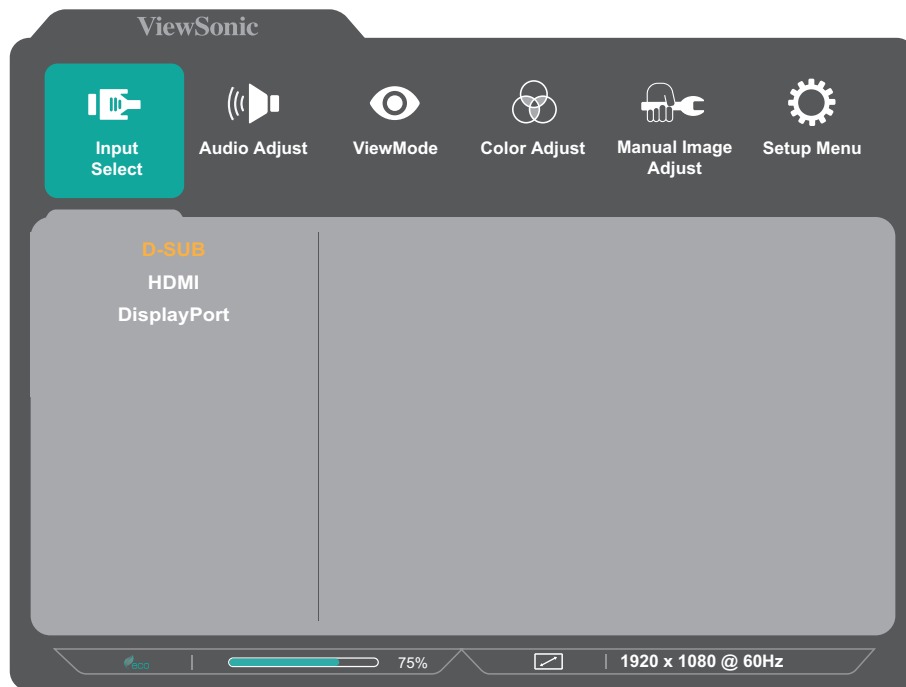 ViewSonic
Input
Select
Audio Adjust
ViewMode
Color Adjust
Manual Image
Adjust
Setup Menu
D-SUB
HDMI
DisplayPort
75%
1920 x 1080 @ 60Hz